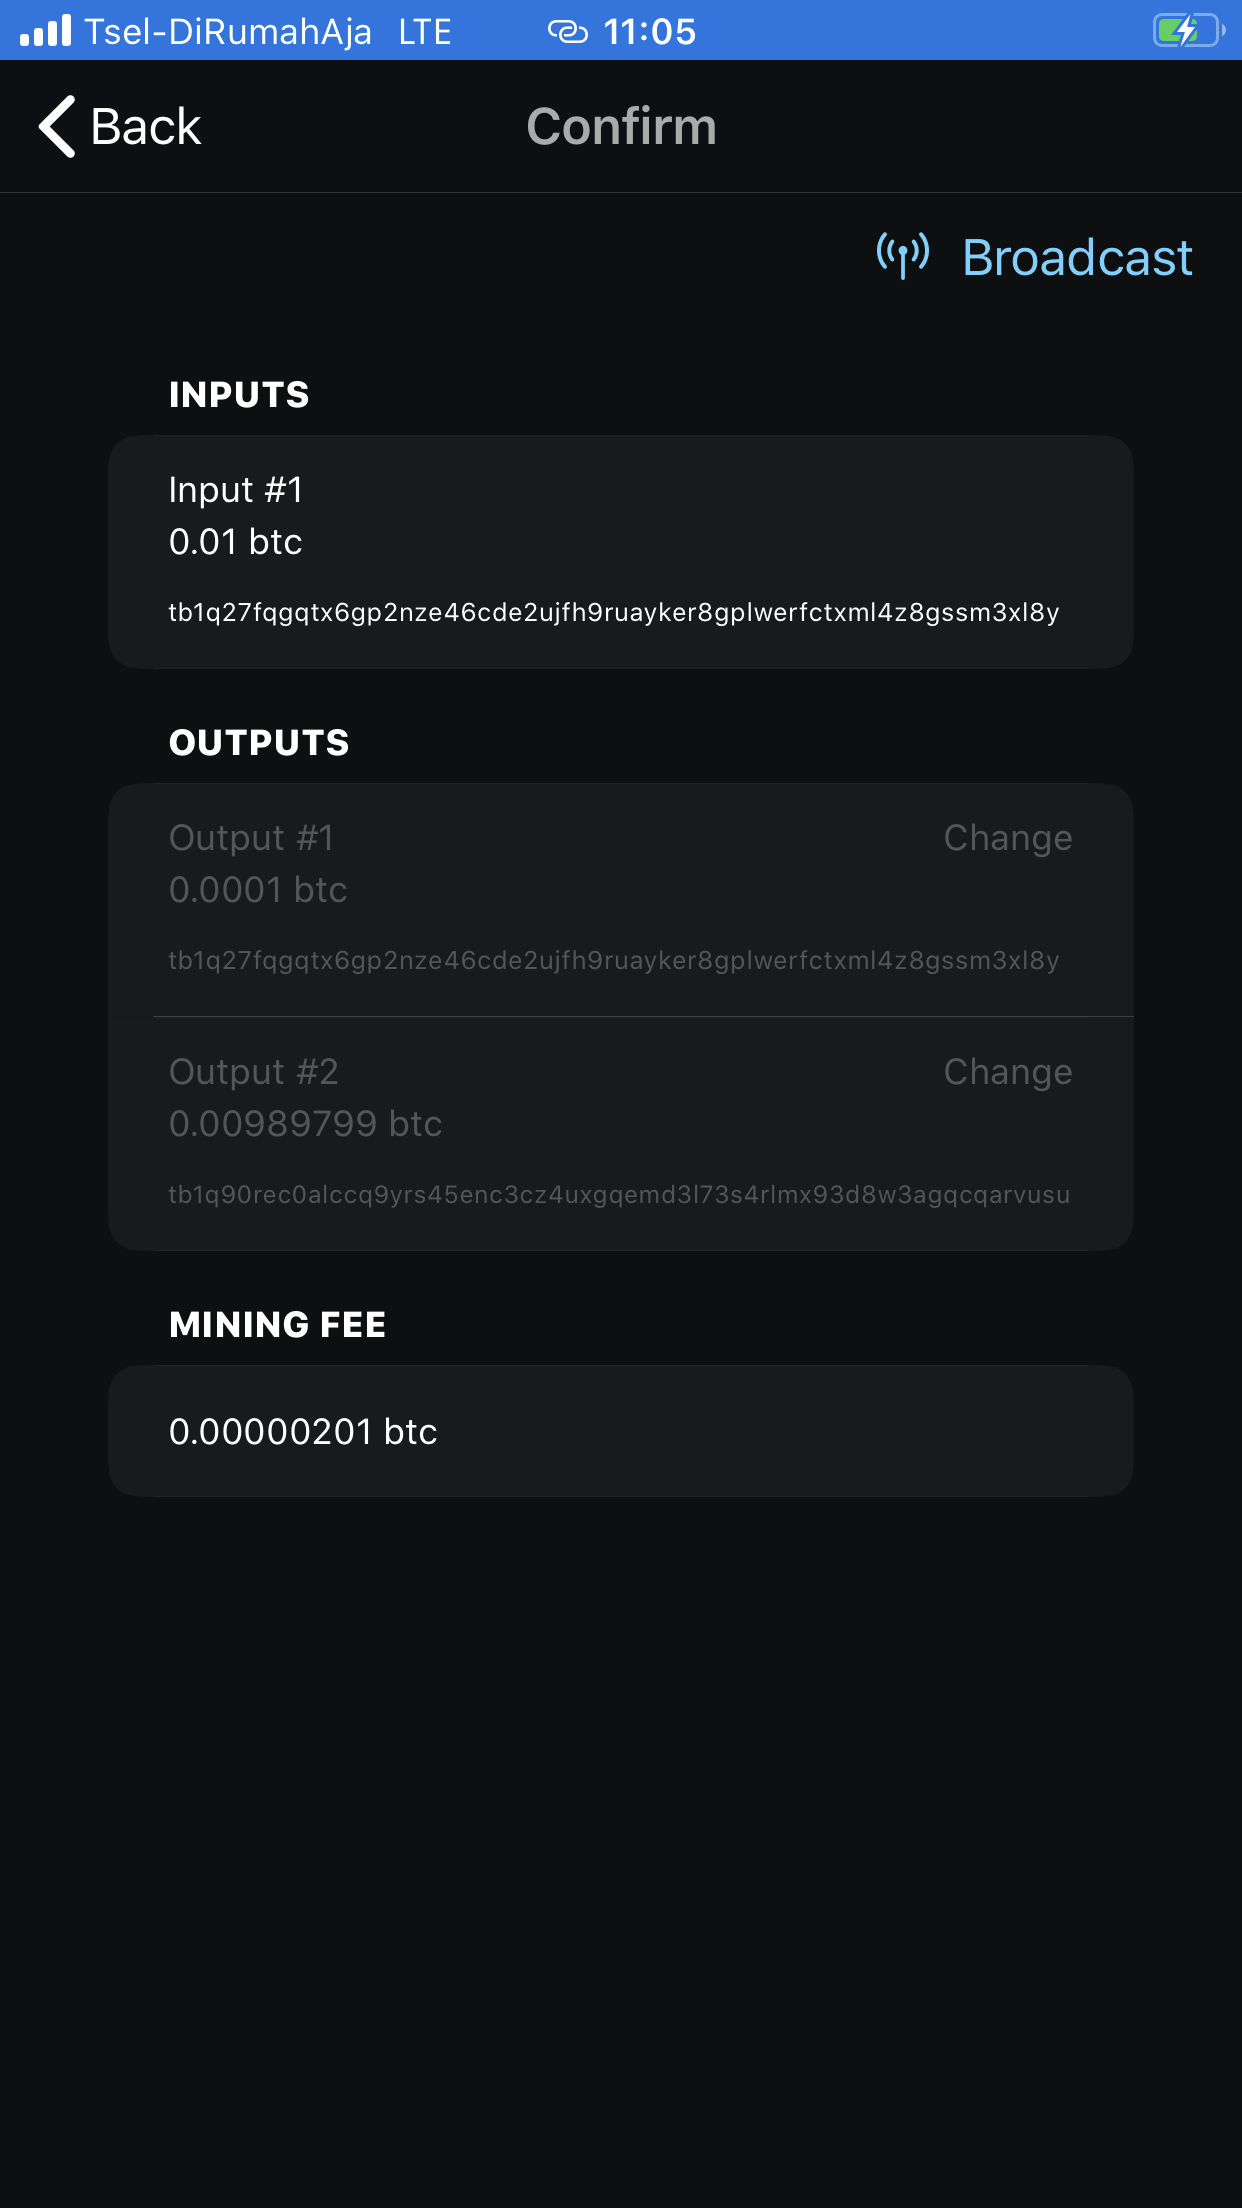 Tsel-DiRumahAja LTE 11:05
Back Confirm
Broadcast
INPUTS
Input #1
0.01 btc
tb1q27fqgqtx6gp2nze46cde2ujfh9ruayker8gplwerfctxml4z8gssm3xl8y
OUTPUTS
Output #1 Change
0.0001 btc
tb1q27fqgqtx6gp2nze46cde2ujfh9ruayker8gplwerfctxml4z8gssm3xl8y
Output #2 Change
0.00989799 btc
tb1q90rec0alccq9yrs45enc3cz4uxgqemd3l73s4rlmx93d8w3agqcqarvusu
MINING FEE
0.00000201 btc